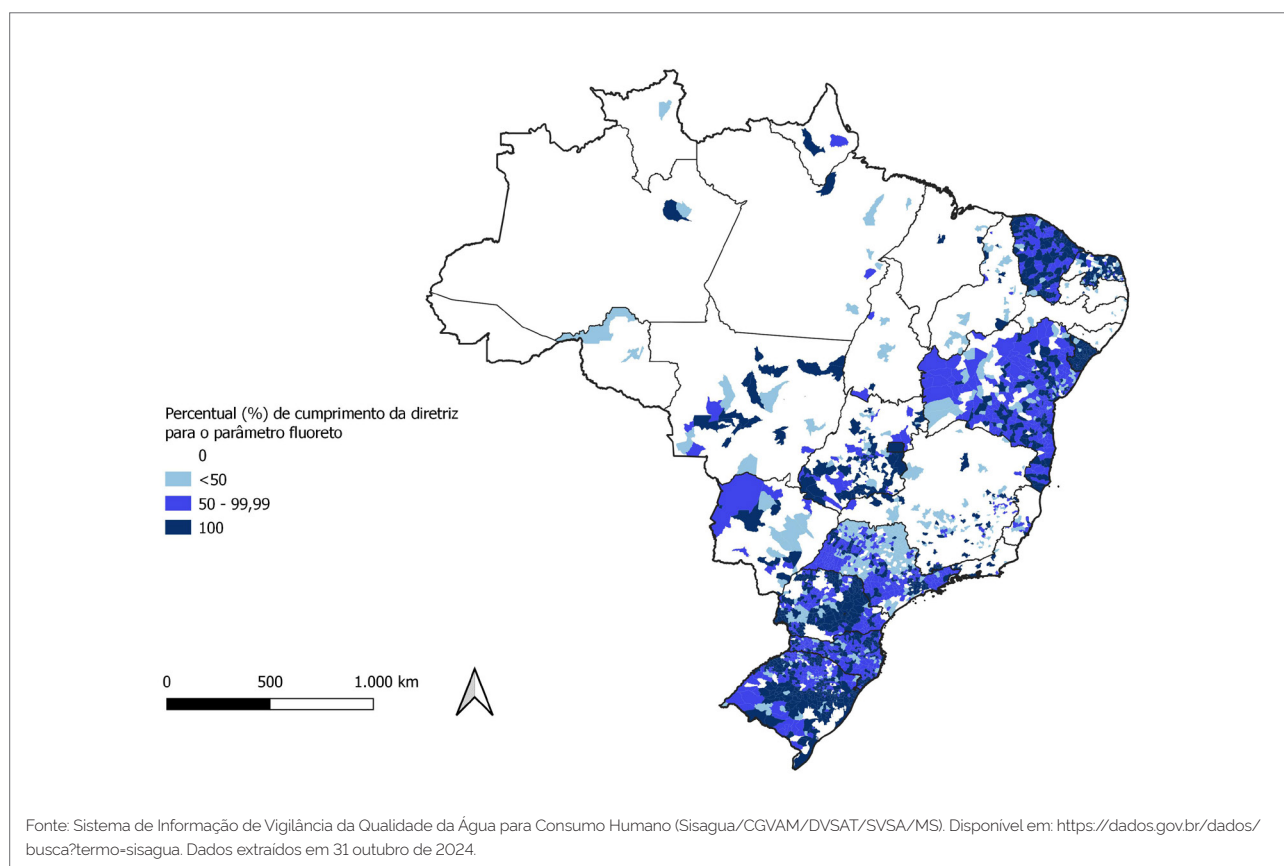 Percentual (%) de cumprimento da diretriz
para o parâmetro fluoreto
0
<50
50 - 99,99
100
0 500 1.000 km
Fonte: Sistema de Informação de Vigilância da Qualidade da Água para Consumo Humano (Sisagua/CGVAM/DVSAT/SVSA/MS). Disponível em: https://dados.gov.br/dados/
busca?termo=sisagua. Dados extraídos em 31 outubro de 2024.